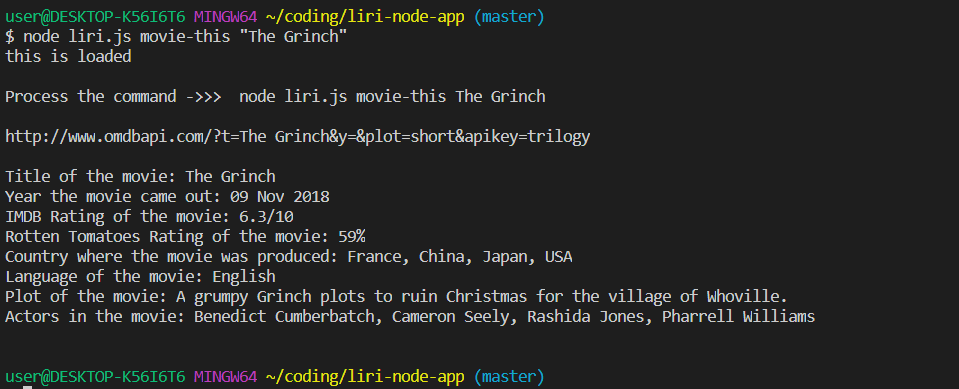 user@DESKTOP-K56I6T6 MINGW64 ~/coding/liri-node-app (master)
$ node liri.js movie-this "The Grinch"
this is loaded
Process the command ->>>  node liri.js movie-this The Grinch
http://www.omdbapi.com/?t=The Grinch&y=&plot=short&apikey=trilogy
Title of the movie: The Grinch
Year the movie came out: 09 Nov 2018
IMDB Rating of the movie: 6.3/10
Rotten Tomatoes Rating of the movie: 59%
Country where the movie was produced: France, China, Japan, USA
Language of the movie: English
Plot of the movie: A grumpy Grinch plots to ruin Christmas for the village of Whoville.
Actors in the movie: Benedict Cumberbatch, Cameron Seely, Rashida Jones, Pharrell Williams
user@DESKTOP-K56I6T6 MINGW64 ~/coding/liri-node-app (master)